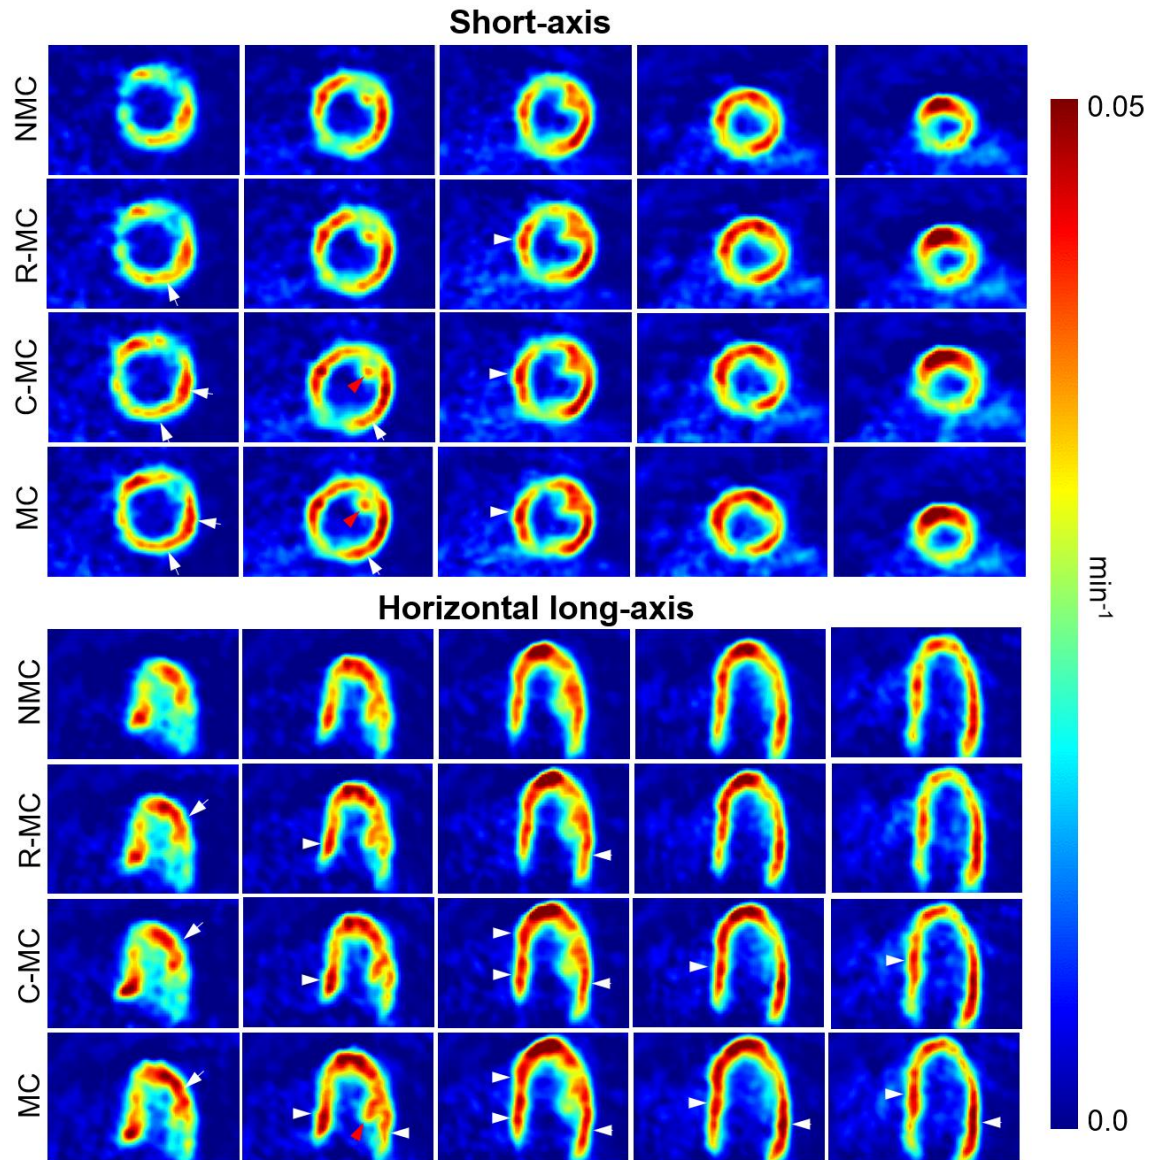 Short-axis
NMC
R-MC
C-MC
MC
0.05
min⁻¹
0.0
Horizontal long-axis
NMC
R-MC
C-MC
MC